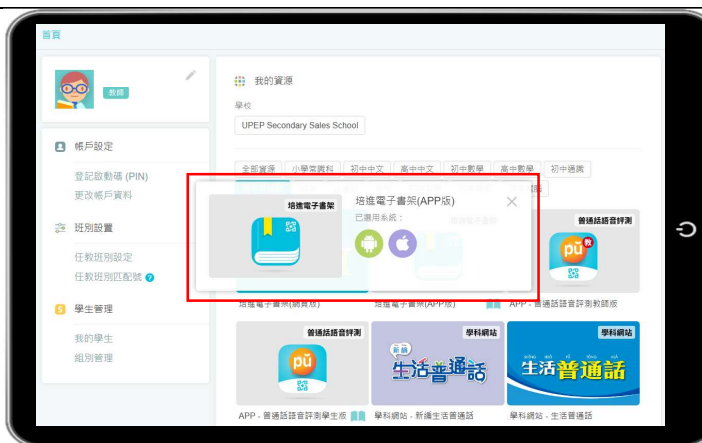 首頁
教師
帳戶設定
登記啟動碼 (PIN)
更改帳戶資料
班別設置
任教班別設定
任教班別匹配號 ?
學生管理
我的學生
組別管理
我的資源
學校
UPEP Secondary Sales School
全部資源 小學常識科 初中中文 高中中文 初中數學 高中數學 初中通識
培進電子書架
培進電子書架(APP版)
已選用系統：
普通話語音評測
pǔ 教
培進電子書架(網頁版)
培進電子書架(APP版)
APP - 普通話語音評測教師版
普通話語音評測
pǔ
學科網站
新編
生活普通話
學科網站
生活普通話
APP - 普通話語音評測學生版
學科網站 - 新編生活普通話
學科網站 - 生活普通話